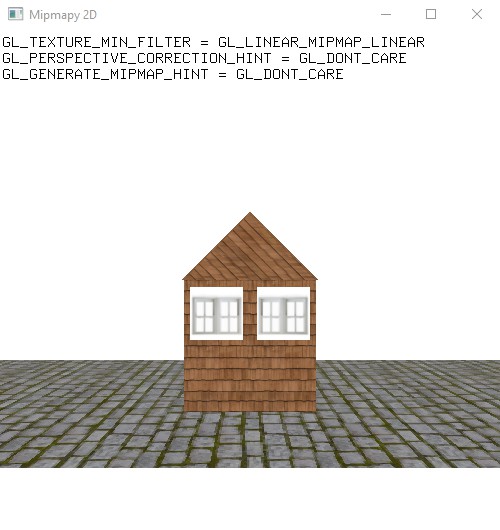 Mipmapy 2D
GL_TEXTURE_MIN_FILTER = GL_LINEAR_MIPMAP_LINEAR
GL_PERSPECTIVE_CORRECTION_HINT = GL_DONT_CARE
GL_GENERATE_MIPMAP_HINT = GL_DONT_CARE